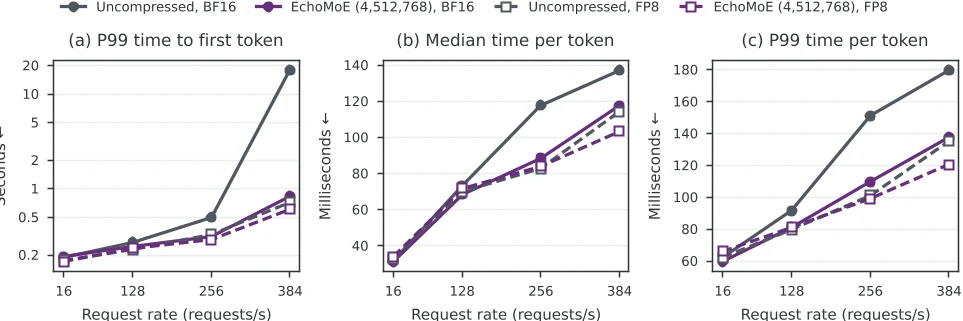 Uncompressed, BF16 EchoMoE (4,512,768), BF16 Uncompressed, FP8 EchoMoE (4,512,768), FP8
(a) P99 time to first token
20
10
5
2
1
0.5
0.2
Seconds ←
16 128 256 384
Request rate (requests/s)
(b) Median time per token
140
120
100
80
60
40
Milliseconds ←
16 128 256 384
Request rate (requests/s)
(c) P99 time per token
180
160
140
120
100
80
60
Milliseconds ←
16 128 256 384
Request rate (requests/s)